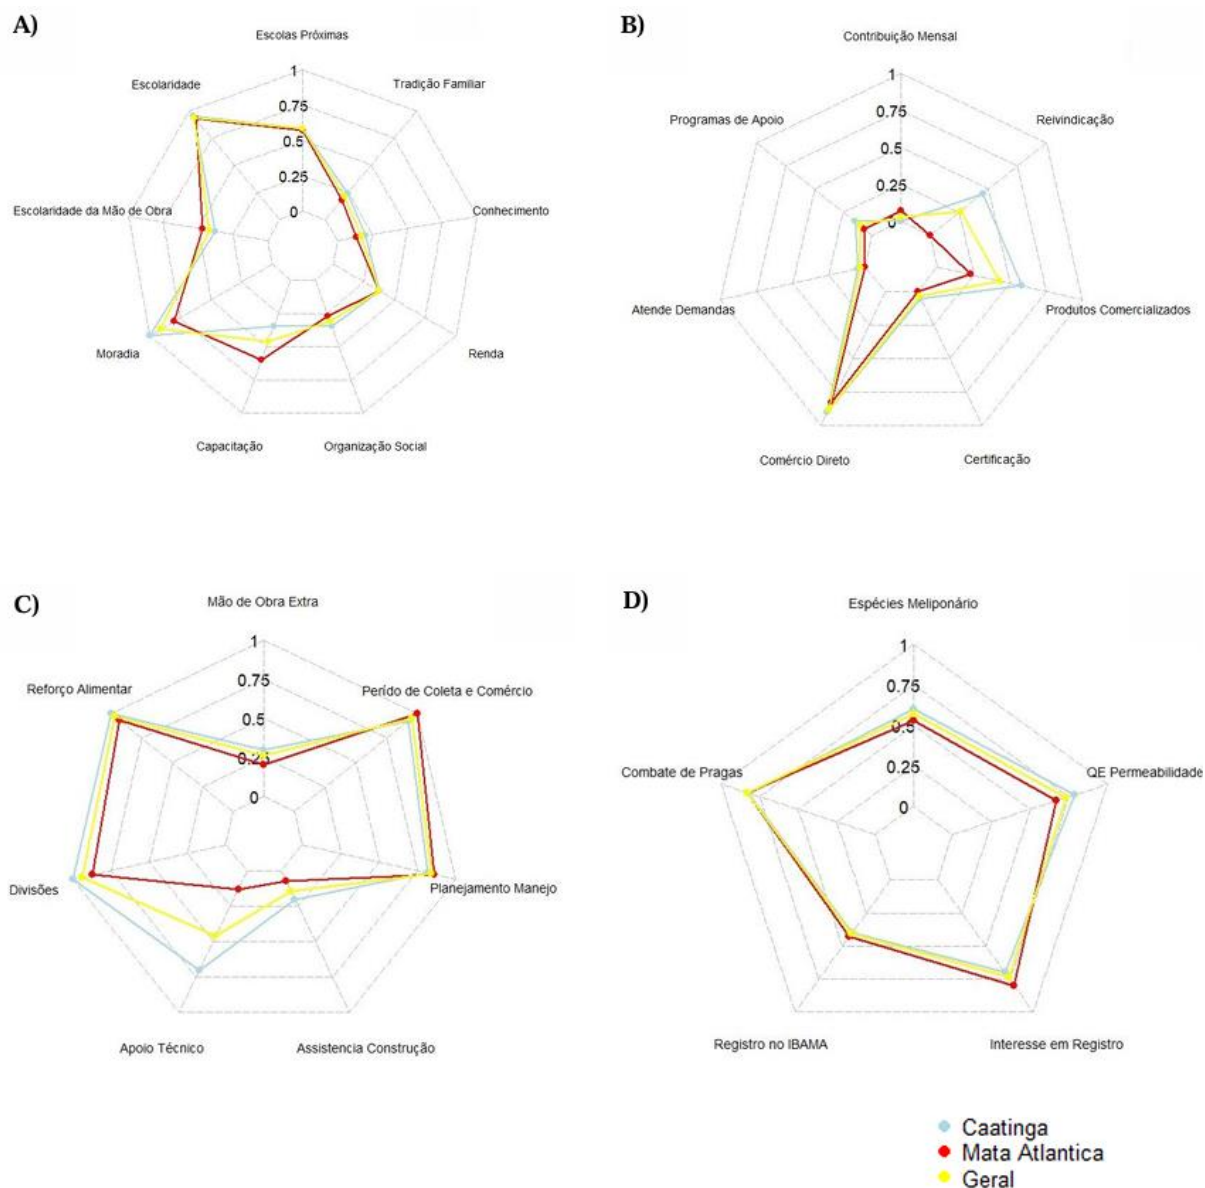 A)
Escolas Próximas
Escolaridade
Tradição Familiar
1
0.75
0.5
0.25
0
Escolaridade da Mão de Obra
Conhecimento
Moradia
Renda
Capacitação
Organização Social
B)
Contribuição Mensal
1
0.75
0.5
0.25
0
Programas de Apoio
Reivindicação
Atende Demandas
Produtos Comercializados
Comércio Direto
Certificação
C)
Mão de Obra Extra
1
0.75
0.5
0.25
0
Reforço Alimentar
Perído de Coleta e Comércio
Divisões
Planejamento Manejo
Apoio Técnico
Assistencia Construção
D)
Espécies Meliponário
1
0.75
0.5
0.25
0
Combate de Pragas
QE Permeabilidade
Registro no IBAMA
Interesse em Registro
Caatinga
Mata Atlantica
Geral